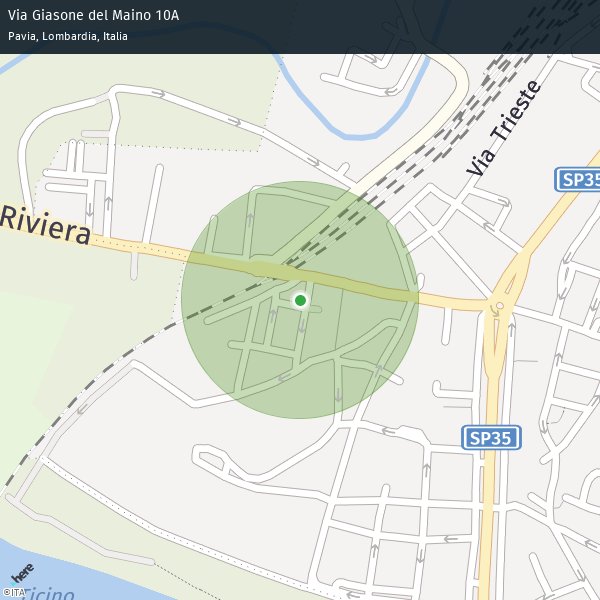 Via Giasone del Maino 10A
Pavia, Lombardia, Italia
Via Trieste
SP35
Riviera
SP35
here
©ITA
Ticino